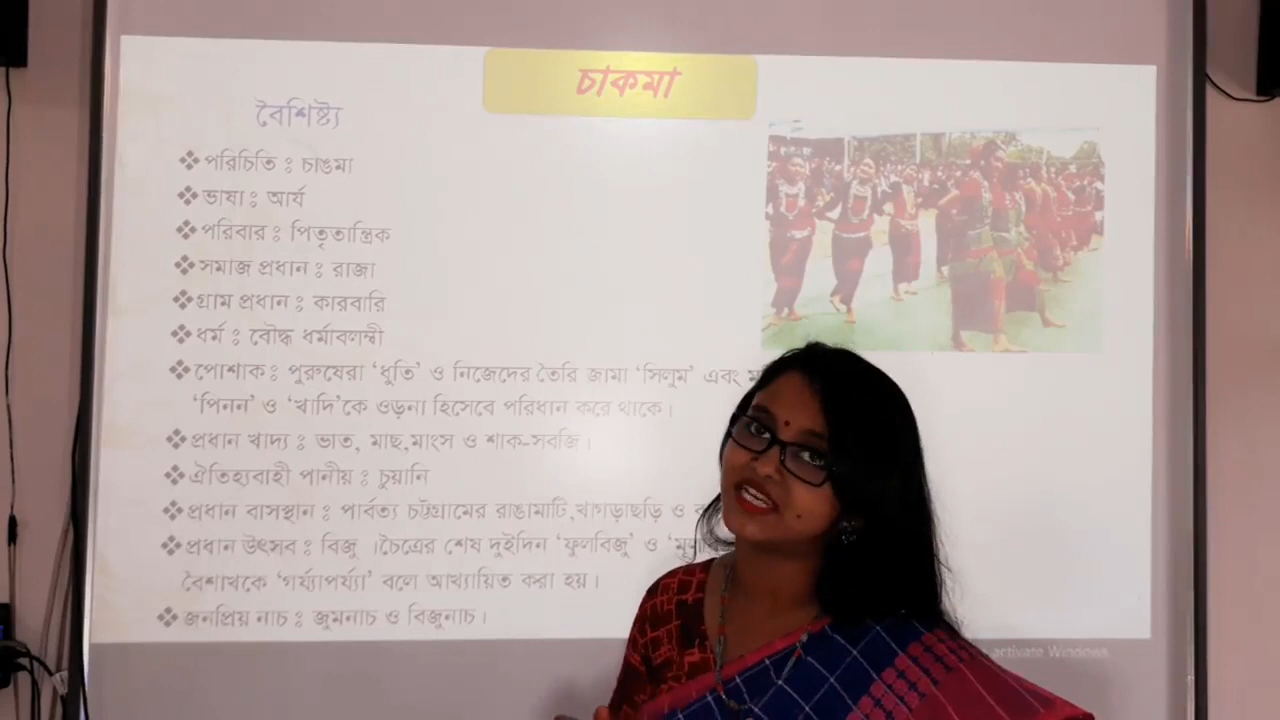 চাকমা
বৈশিষ্ট্য
❖ পরিচিতি ঃ চাঙমা
❖ ভাষা ঃ আর্য
❖ পরিবার ঃ পিতৃতান্ত্রিক
❖ সমাজ প্রধান ঃ রাজা
❖ গ্রাম প্রধান ঃ কারবারি
❖ ধর্ম ঃ বৌদ্ধ ধর্মাবলম্বী
❖ পোশাক ঃ পুরুষেরা ‘ধুতি’ ও নিজেদের তৈরি জামা ‘সিলুম’ এবং
‘পিনন’ ও ‘খাদি’কে ওড়না হিসেবে পরিধান করে থাকে।
❖ প্রধান খাদ্য ঃ ভাত, মাছ,মাংস ও শাক-সবজি।
❖ ঐতিহ্যবাহী পানীয় ঃ চুয়ানি
❖ প্রধান বাসস্থান ঃ পার্বত্য চট্টগ্রামের রাঙামাটি,খাগড়াছড়ি ও
❖ প্রধান উৎসব ঃ বিজু ।চৈত্রের শেষ দুইদিন ‘ফুলবিজু’ ও
বৈশাখকে ‘গর্য্যাপর্য্যা’ বলে আখ্যায়িত করা হয়।
❖ জনপ্রিয় নাচ ঃ জুমনাচ ও বিজুনাচ।
activate Windows